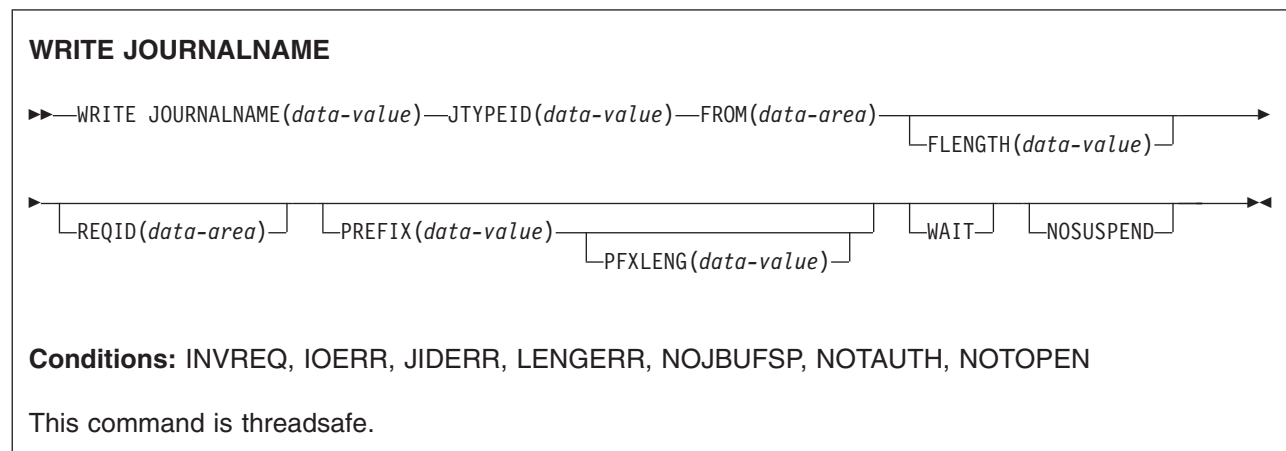 WRITE JOURNALNAME
WRITE JOURNALNAME(data-value) JTYPEID(data-value) FROM(data-area)
FLENGTH(data-value)
REQID(data-area) PREFIX(data-value) WAIT NOSUSPEND
PFXLENG(data-value)
Conditions: INVREQ, IOERR, JIDERR, LENGERR, NOJBUFSP, NOTAUTH, NOTOPEN
This command is threadsafe.